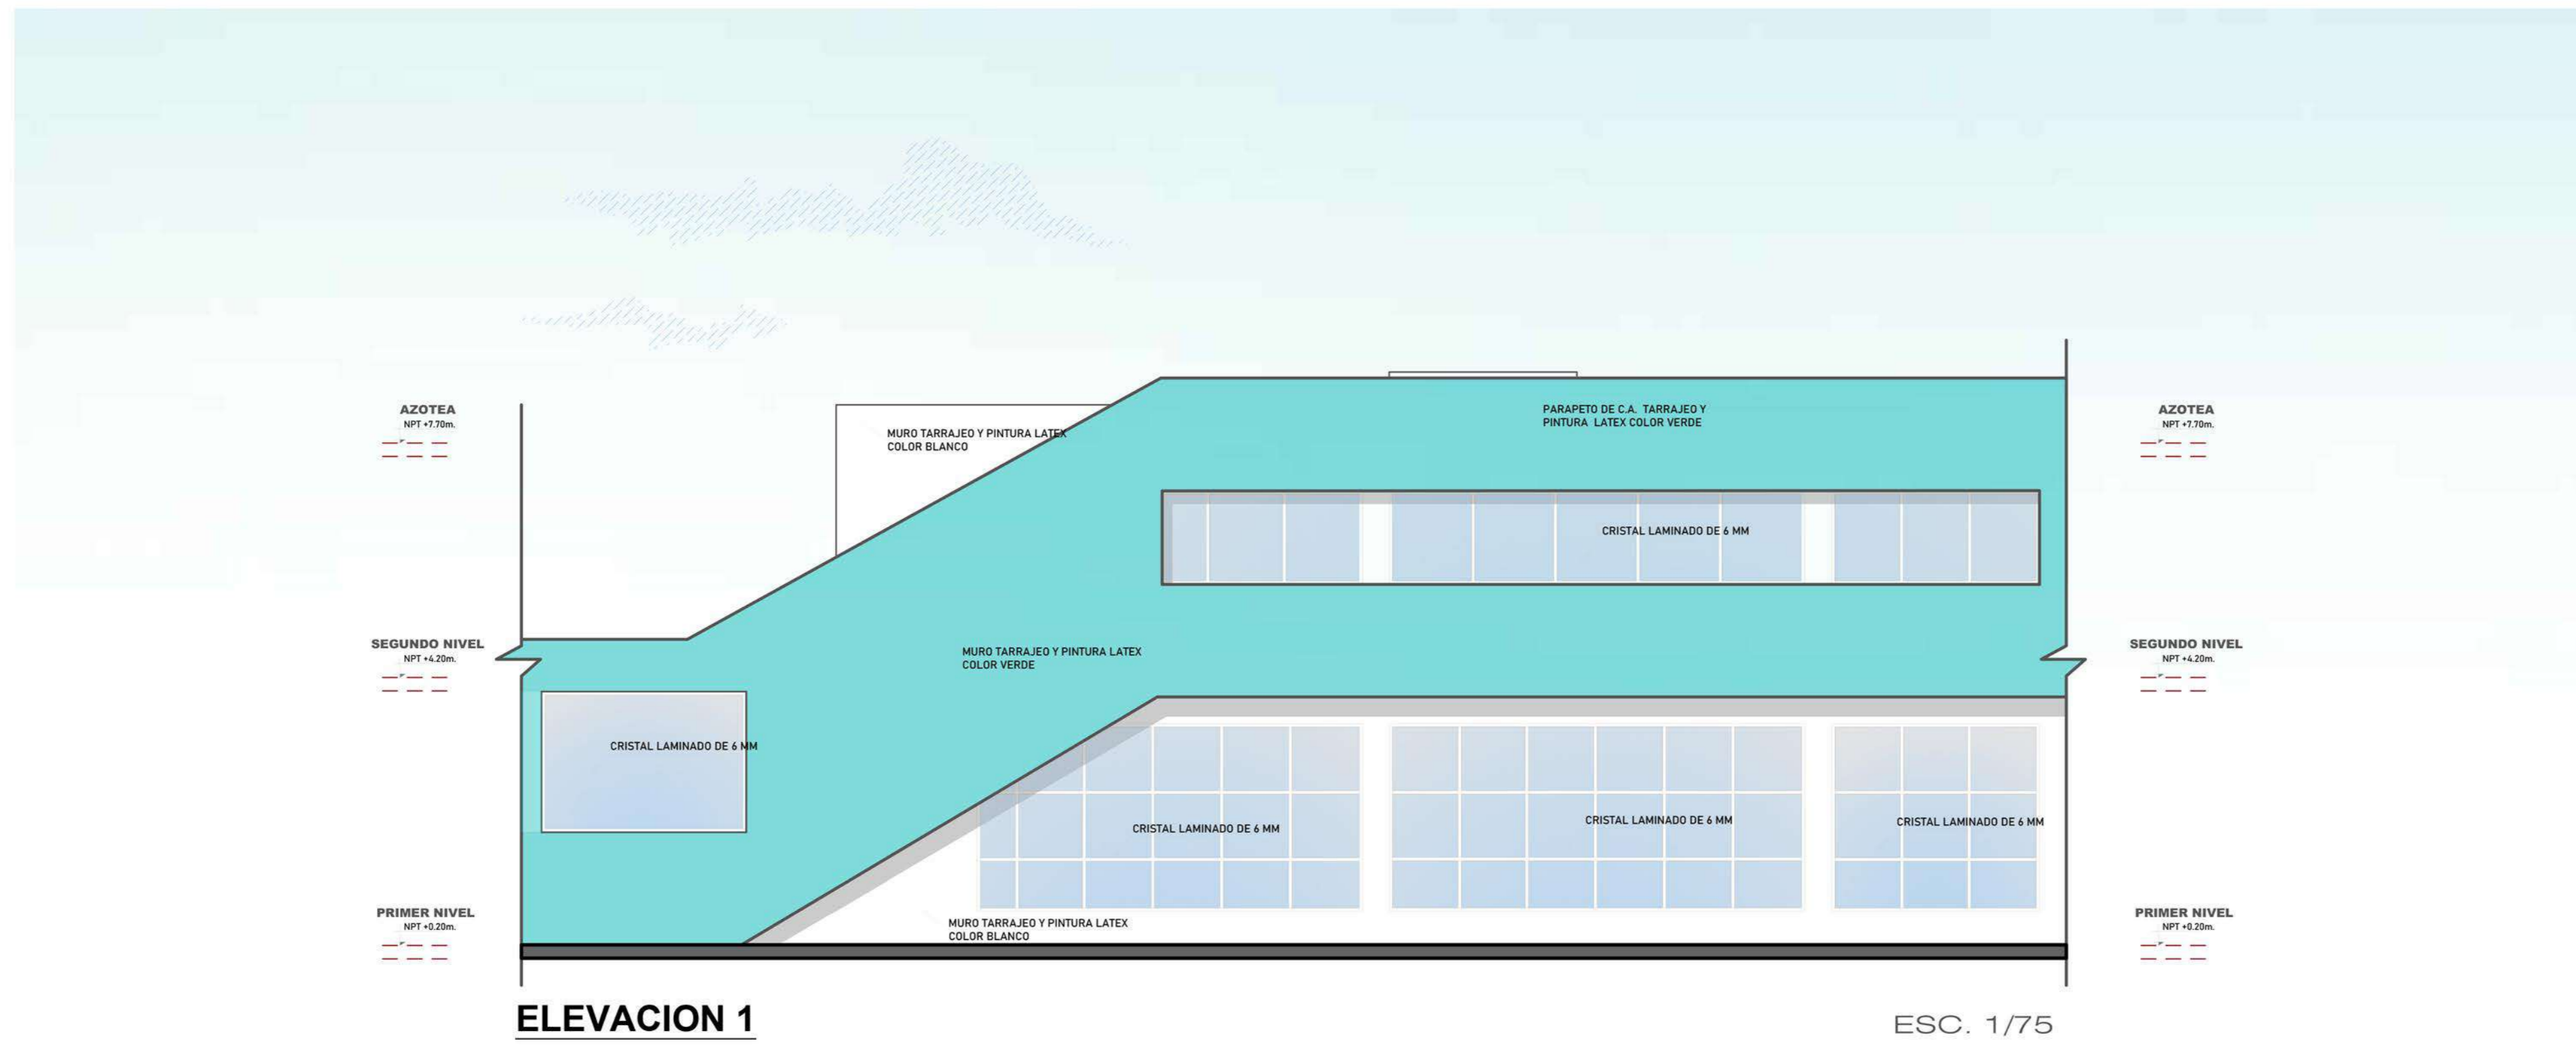 AZOTEA
NPT +7.70m.
AZOTEA
NPT +7.70m.
PARAPETO DE C.A. TARRAJEO Y
PINTURA LATEX COLOR VERDE
MURO TARRAJEO Y PINTURA LATEX
COLOR BLANCO
CRISTAL LAMINADO DE 6 MM
SEGUNDO NIVEL
NPT +4.20m.
MURO TARRAJEO Y PINTURA LATEX
COLOR VERDE
SEGUNDO NIVEL
NPT +4.20m.
CRISTAL LAMINADO DE 6 MM
CRISTAL LAMINADO DE 6 MM
CRISTAL LAMINADO DE 6 MM
CRISTAL LAMINADO DE 6 MM
PRIMER NIVEL
NPT +0.20m.
MURO TARRAJEO Y PINTURA LATEX
COLOR BLANCO
PRIMER NIVEL
NPT +0.20m.
ELEVACION 1
ESC. 1/75